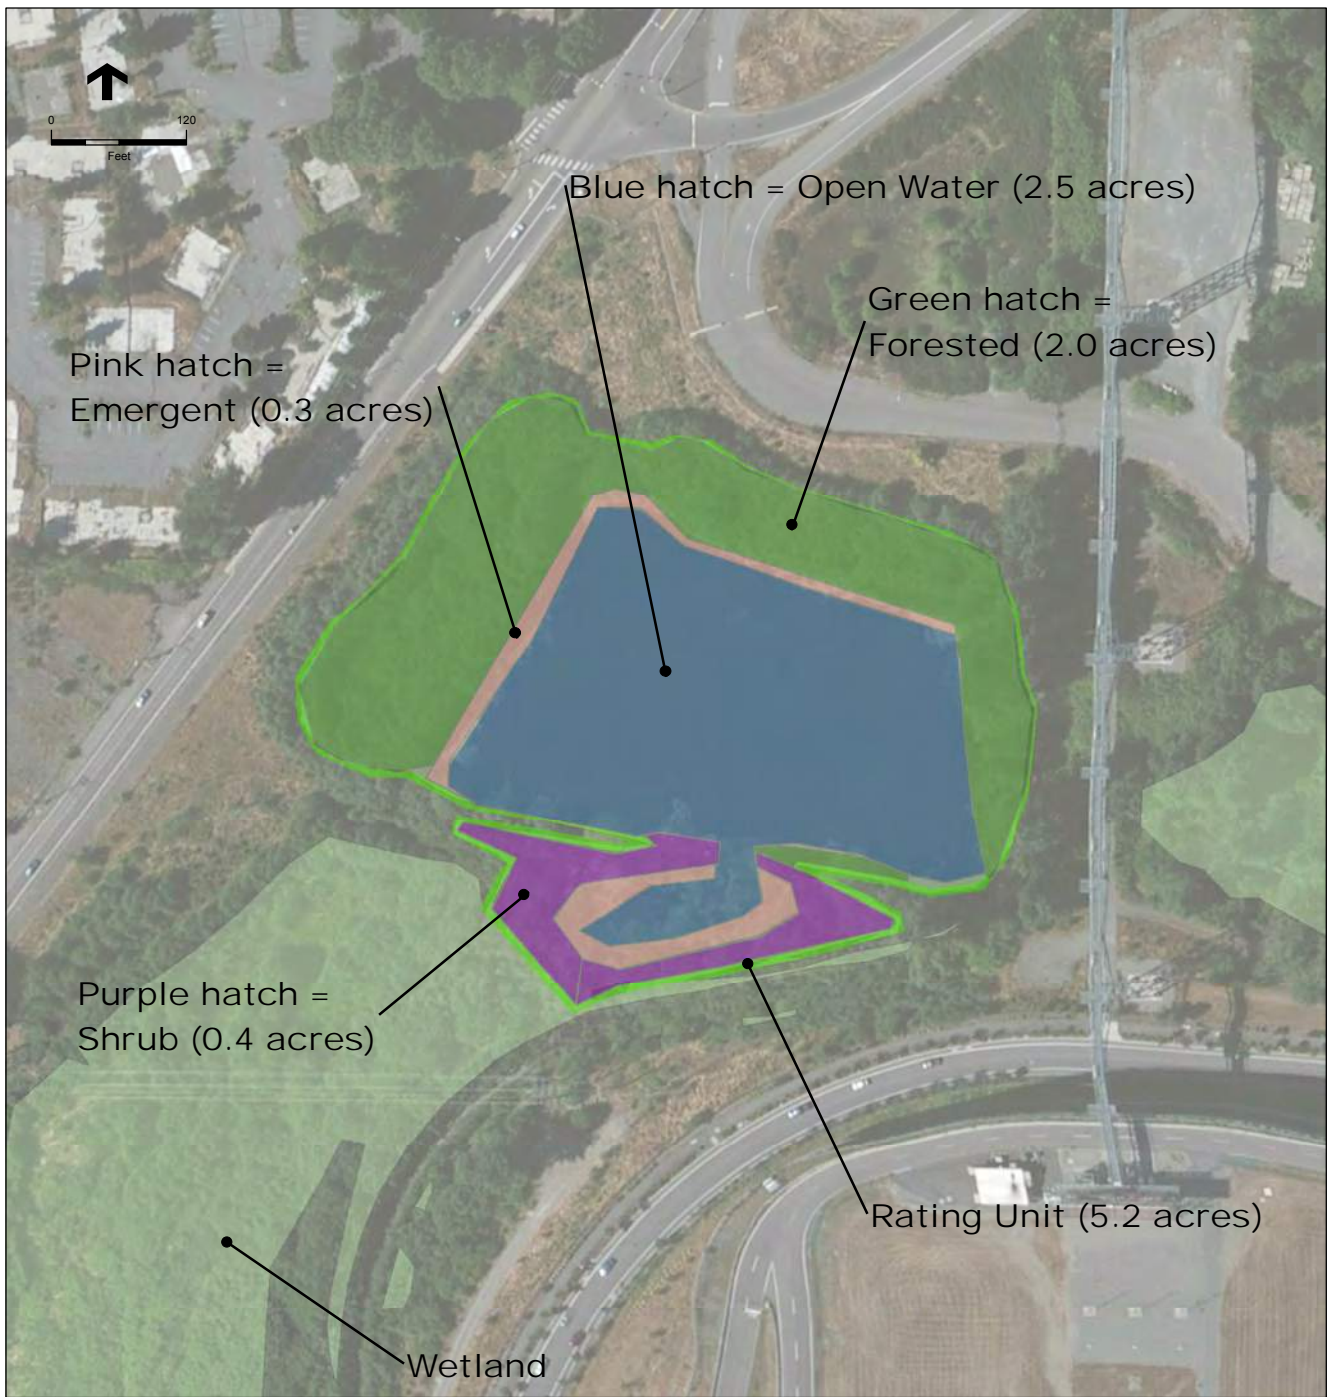 0 120
Feet
Blue hatch = Open Water (2.5 acres)
Green hatch =
Forested (2.0 acres)
Pink hatch =
Emergent (0.3 acres)
Purple hatch =
Shrub (0.4 acres)
Rating Unit (5.2 acres)
Wetland